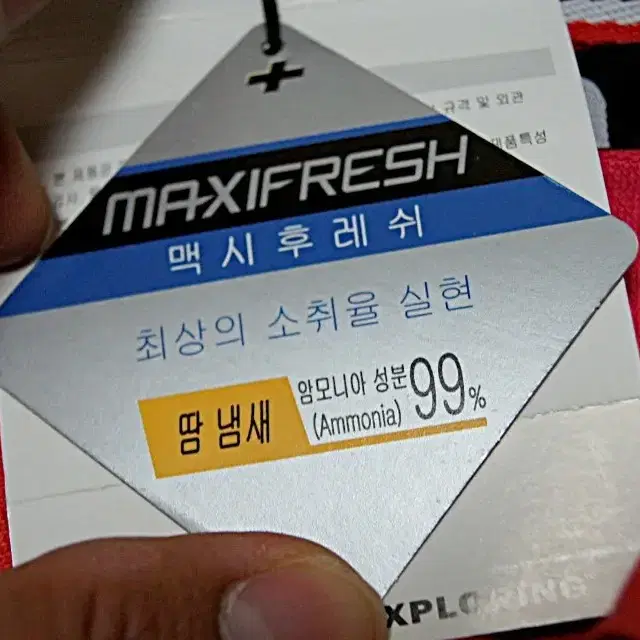 규격 및 외관
제품특성
MAXIFRESH
맥시후레쉬
최상의 소취율 실현
땀냄새
암모니아 성분
(Ammonia)
99%
XPLORING